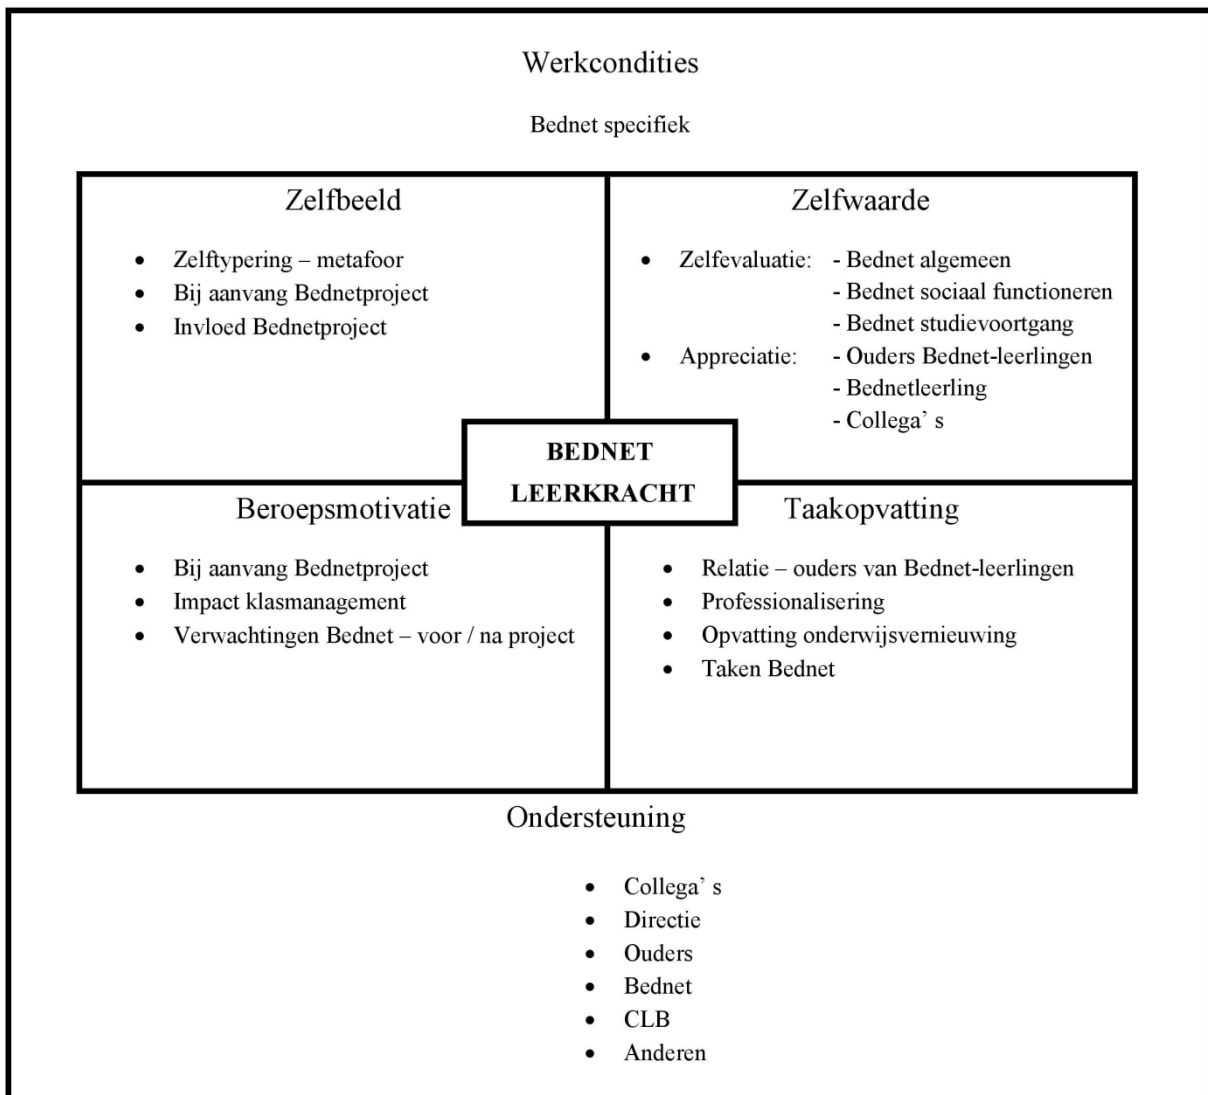 Werkcondities
Bednet specifiek
Zelfbeeld
• Zelftypering – metafoor
• Bij aanvang Bednetproject
• Invloed Bednetproject
Zelfwaarde
• Zelfevaluatie: - Bednet algemeen
- Bednet sociaal functioneren
- Bednet studievoortgang
• Appreciatie: - Ouders Bednet-leerlingen
- Bednetleerling
- Collega’ s
BEDNET
LEERKRACHT
Beroepsmotivatie
• Bij aanvang Bednetproject
• Impact klasmanagement
• Verwachtingen Bednet – voor / na project
Taakopvatting
• Relatie – ouders van Bednet-leerlingen
• Professionalisering
• Opvatting onderwijsvernieuwing
• Taken Bednet
Ondersteuning
• Collega’ s
• Directie
• Ouders
• Bednet
• CLB
• Anderen